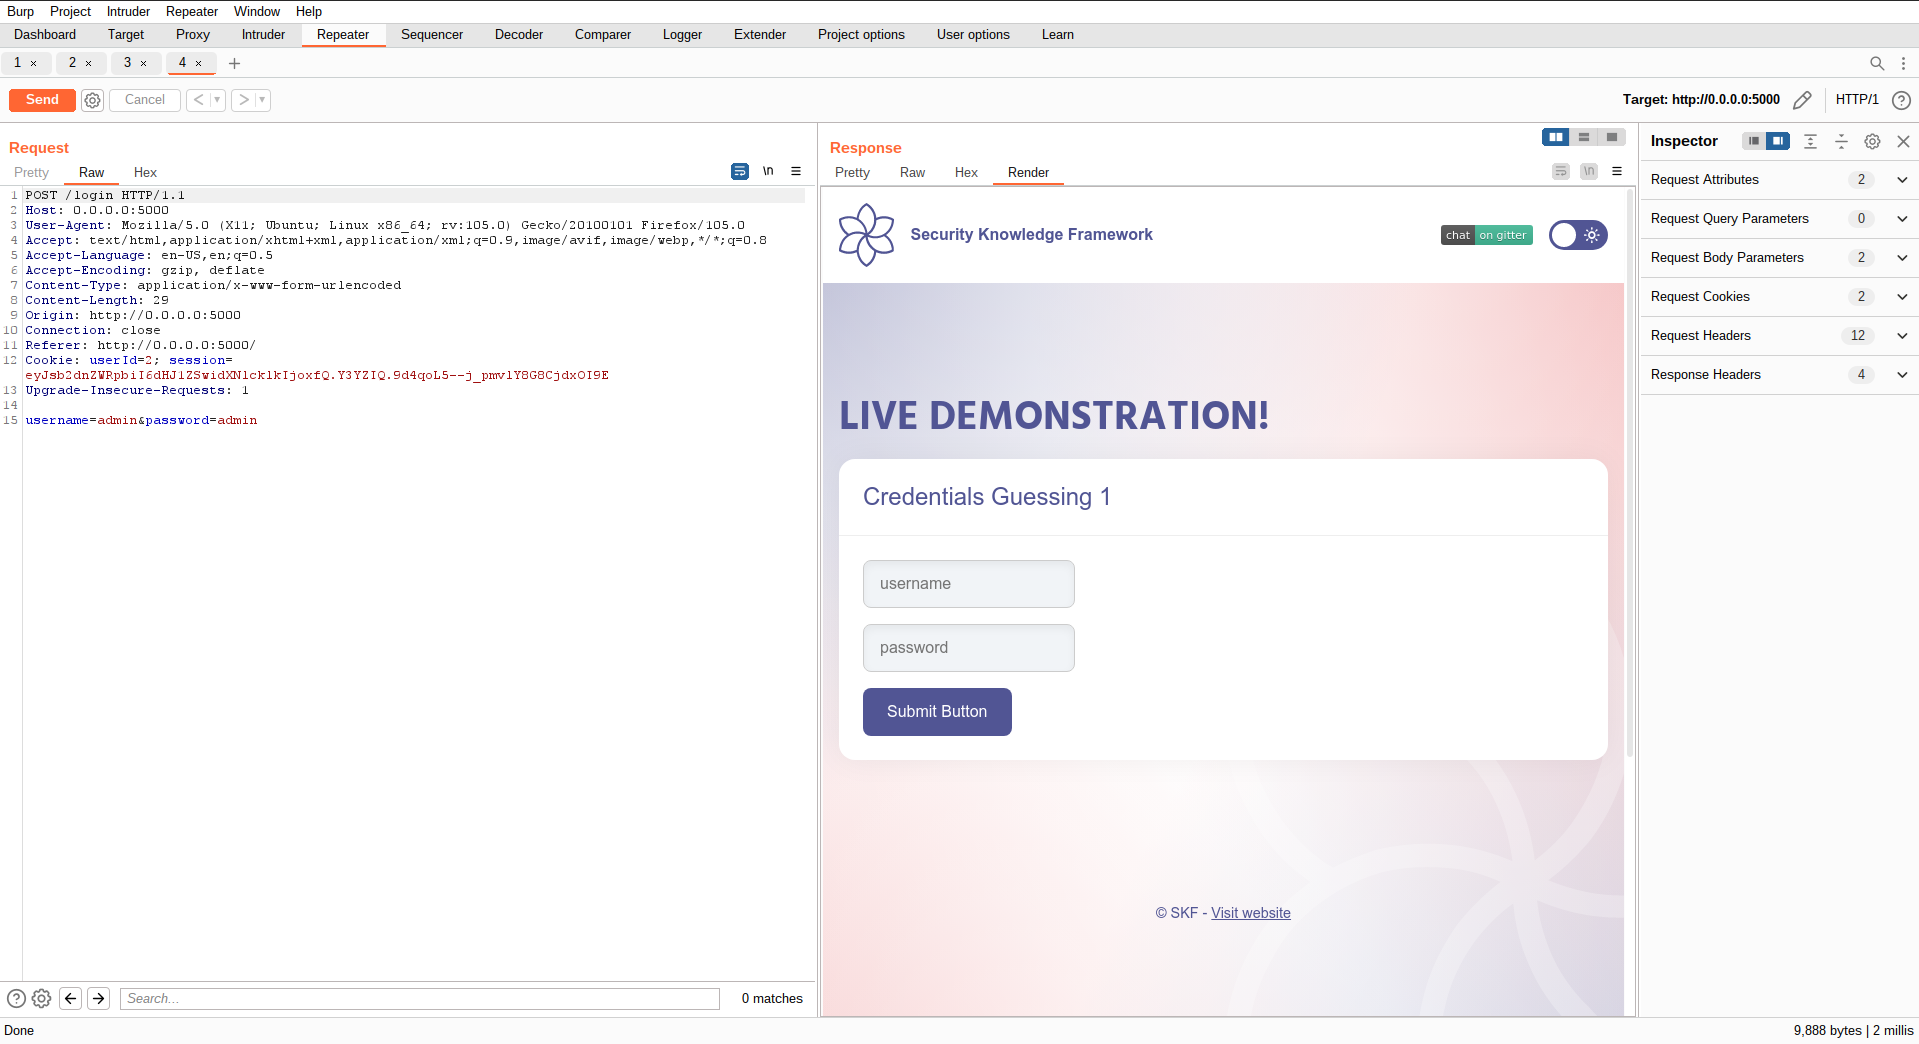 Burp Project Intruder Repeater Window Help
Dashboard Target Proxy Intruder Repeater Sequencer Decoder Comparer Logger Extender Project options User options Learn
1 × 2 × 3 × 4 × +
Send Cancel < > Target: http://0.0.0.0:5000 HTTP/1
Request
Pretty Raw Hex \n
1 POST /login HTTP/1.1
2 Host: 0.0.0.0:5000
3 User-Agent: Mozilla/5.0 (X11; Ubuntu; Linux x86_64; rv:105.0) Gecko/20100101 Firefox/105.0
4 Accept: text/html,application/xhtml+xml,application/xml;q=0.9,image/avif,image/webp,*/*;q=0.8
5 Accept-Language: en-US,en;q=0.5
6 Accept-Encoding: gzip, deflate
7 Content-Type: application/x-www-form-urlencoded
8 Content-Length: 29
9 Origin: http://0.0.0.0:5000
10 Connection: close
11 Referer: http://0.0.0.0:5000/
12 Cookie: userId=2; session=
13 Upgrade-Insecure-Requests: 1
14
15 username=admin&password=admin
Search...
0 matches
Response
Pretty Raw Hex Render \n
Security Knowledge Framework
chat on gitter
LIVE DEMONSTRATION!
Credentials Guessing 1
username
password
Submit Button
© SKF - Visit website
Inspector
Request Attributes 2
Request Query Parameters 0
Request Body Parameters 2
Request Cookies 2
Request Headers 12
Response Headers 4
Done
9,888 bytes | 2 millis